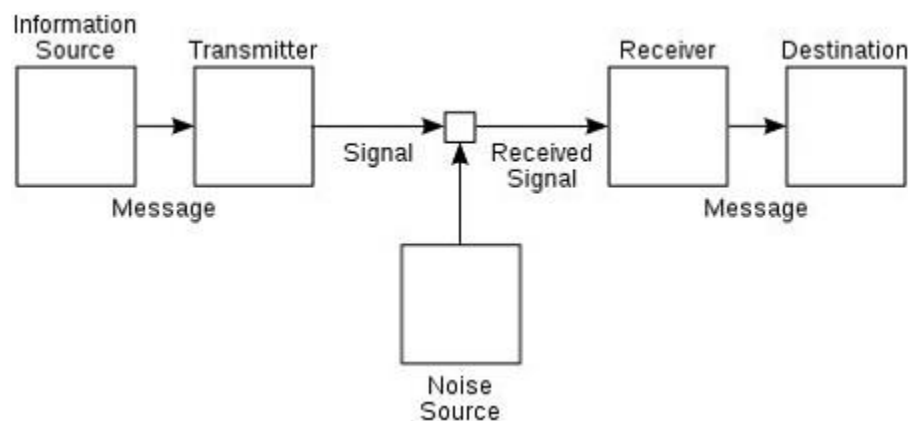 Information
Source
Transmitter
Receiver
Destination
Signal
Received
Signal
Message
Message
Noise
Source